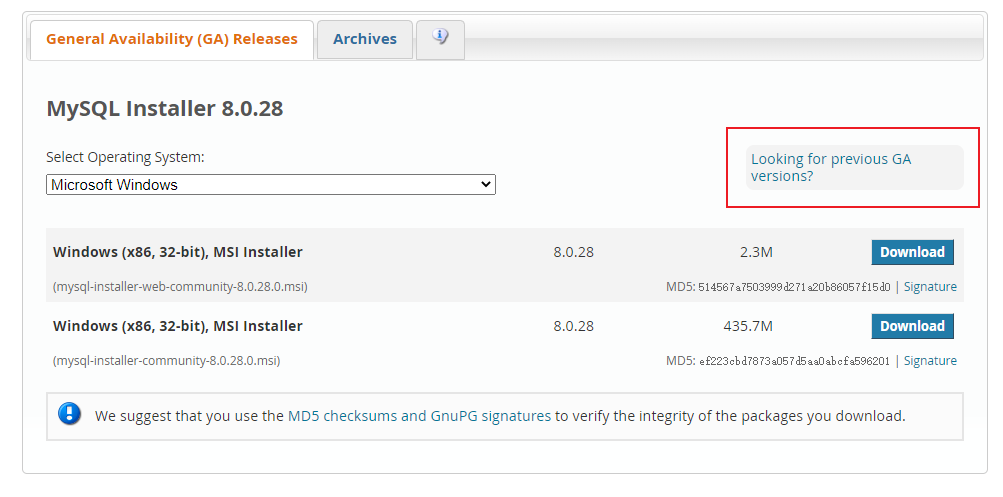 General Availability (GA) Releases
Archives
MySQL Installer 8.0.28
Select Operating System:
Looking for previous GA
versions?
Microsoft Windows
Windows (x86, 32-bit), MSI Installer 8.0.28 2.3M Download
(mysql-installer-web-community-8.0.28.0.msi) MD5: 514567a7503999d271a20b86057f15d0 | Signature
Windows (x86, 32-bit), MSI Installer 8.0.28 435.7M Download
(mysql-installer-community-8.0.28.0.msi) MD5: ef223cbd7873a057d5aa0abcfa596201 | Signature
We suggest that you use the MD5 checksums and GnuPG signatures to verify the integrity of the packages you download.